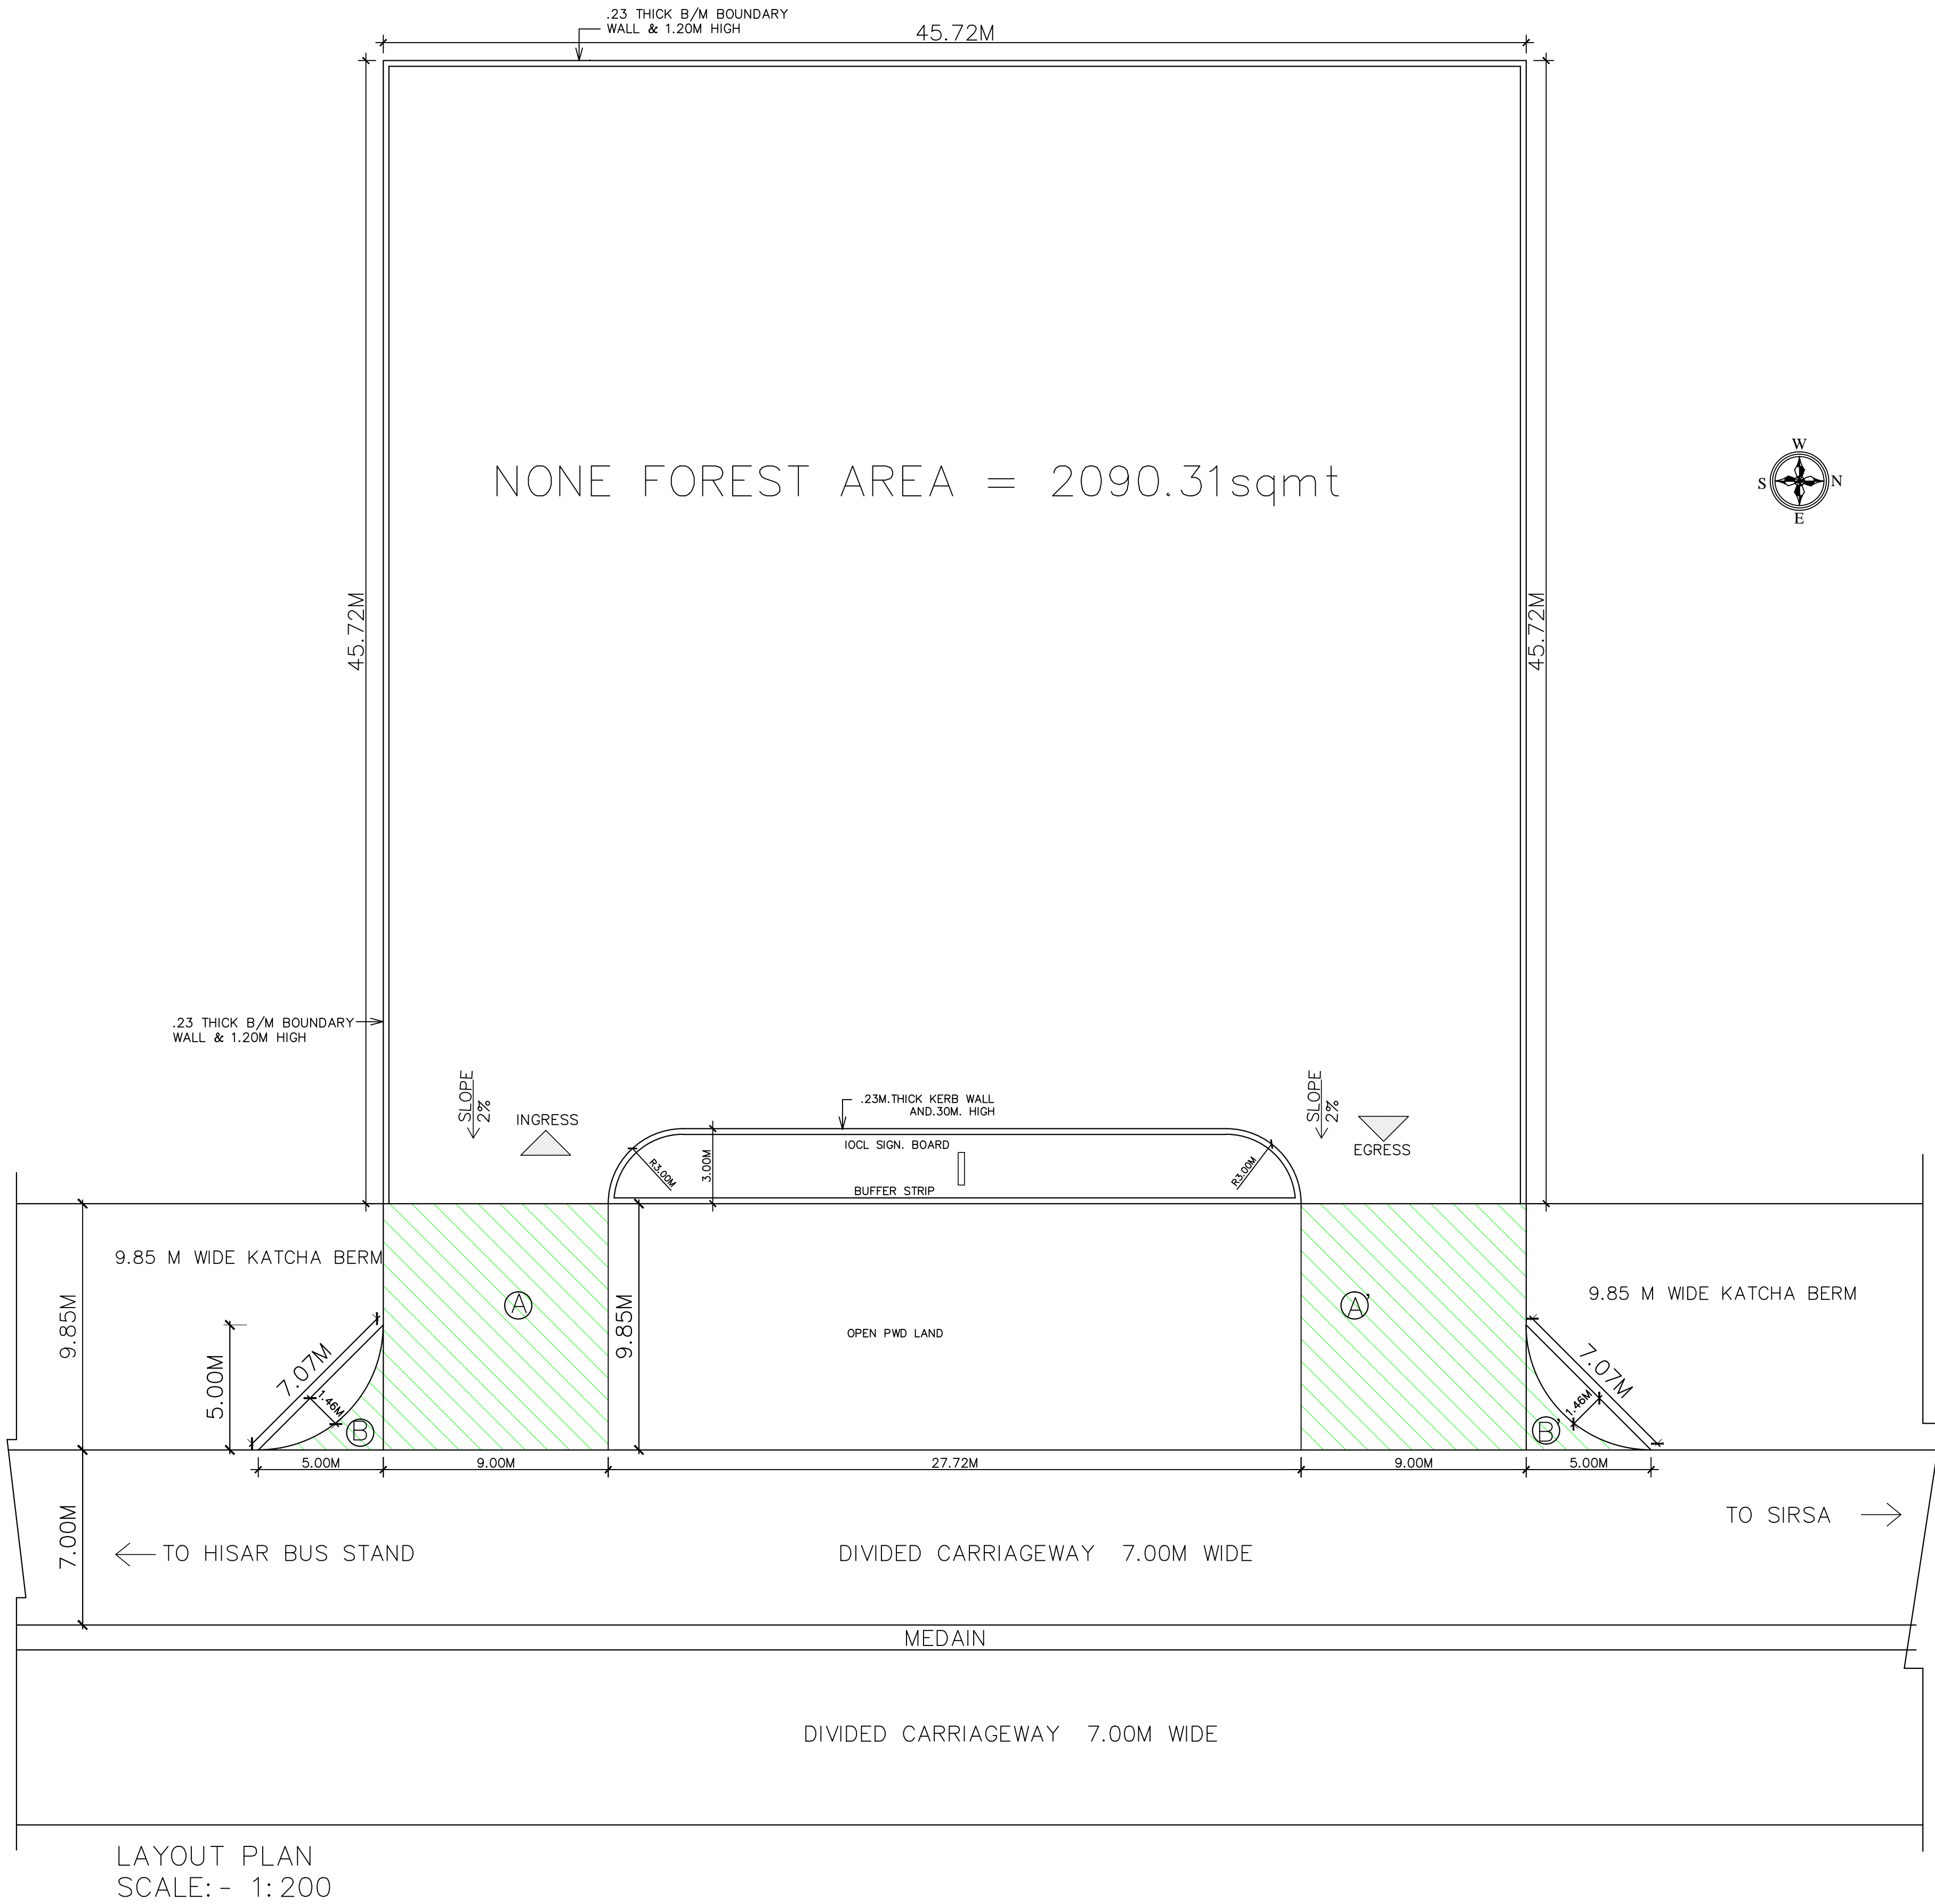 .23 THICK B/M BOUNDARY
WALL & 1.20M HIGH
45.72M
NONE FOREST AREA = 2090.31sqmt
W
S
N
E
45.72M
45.72M
.23 THICK B/M BOUNDARY
WALL & 1.20M HIGH
SLOPE
2%
INGRESS
.23M.THICK KERB WALL
AND.30M. HIGH
SLOPE
2%
EGRESS
IOCL SIGN. BOARD
R3.00M
3.00M
R3.00M
BUFFER STRIP
9.85 M WIDE KATCHA BERM
9.85 M WIDE KATCHA BERM
A
A'
9.85M
9.85M
OPEN PWD LAND
5.00M
7.07M
1.46M
B
7.07M
1.46M
B'
5.00M
9.00M
27.72M
9.00M
5.00M
7.00M
TO SIRSA
TO HISAR BUS STAND
DIVIDED CARRIAGEWAY 7.00M WIDE
MEDAIN
DIVIDED CARRIAGEWAY 7.00M WIDE
LAYOUT PLAN
SCALE:- 1:200